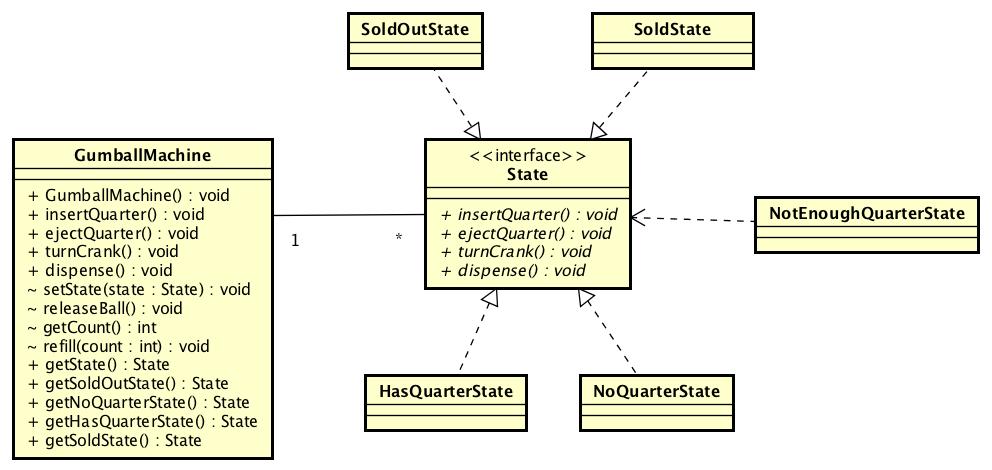 SoldOutState
SoldState
GumballMachine
+ GumballMachine() : void
+ insertQuarter() : void
+ ejectQuarter() : void
+ turnCrank() : void
+ dispense() : void
~ setState(state : State) : void
~ releaseBall() : void
~ getCount() : int
~ refill(count : int) : void
+ getState() : State
+ getSoldOutState() : State
+ getNoQuarterState() : State
+ getHasQuarterState() : State
+ getSoldState() : State
1
*
<<interface>>
State
+ insertQuarter() : void
+ ejectQuarter() : void
+ turnCrank() : void
+ dispense() : void
NotEnoughQuarterState
HasQuarterState
NoQuarterState